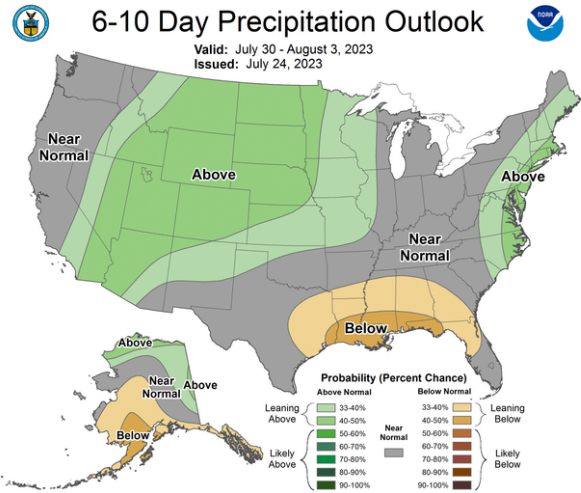 6-10 Day Precipitation Outlook
NOAA
Valid: July 30 - August 3, 2023
Issued: July 24, 2023
Near
Normal
Above
Above
Near
Normal
Below
Above
Near
Normal
Above
Below
Probability (Percent Chance)
Above Normal
Below Normal
Leaning
Above
33-40%
40-50%
Likely
Above
50-60%
60-70%
70-80%
80-90%
90-100%
Near
Normal
33-40%
40-50%
Leaning
Below
50-60%
60-70%
70-80%
80-90%
90-100%
Likely
Below